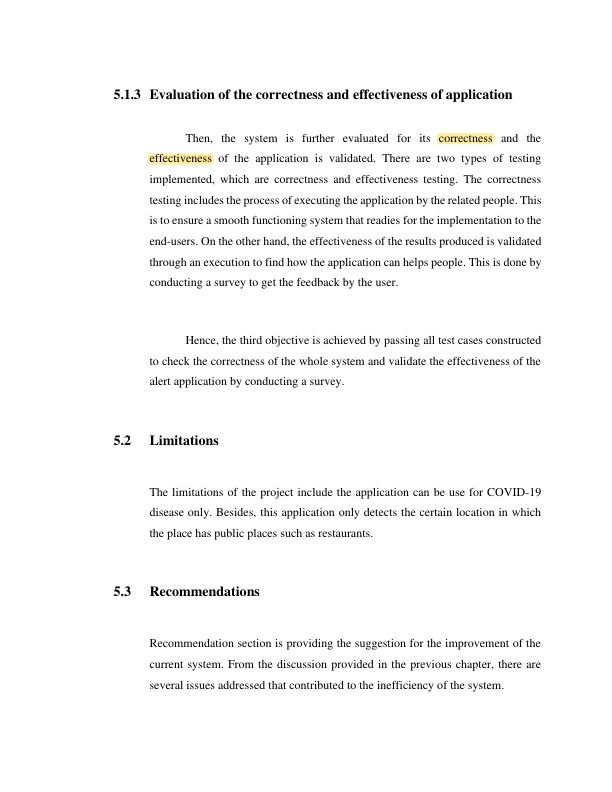 5.1.3 Evaluation of the correctness and effectiveness of application
Then, the system is further evaluated for its correctness and the
effectiveness of the application is validated. There are two types of testing
implemented, which are correctness and effectiveness testing. The correctness
testing includes the process of executing the application by the related people. This
is to ensure a smooth functioning system that readies for the implementation to the
end-users. On the other hand, the effectiveness of the results produced is validated
through an execution to find how the application can helps people. This is done by
conducting a survey to get the feedback by the user.
Hence, the third objective is achieved by passing all test cases constructed
to check the correctness of the whole system and validate the effectiveness of the
alert application by conducting a survey.
5.2 Limitations
The limitations of the project include the application can be use for COVID-19
disease only. Besides, this application only detects the certain location in which
the place has public places such as restaurants.
5.3 Recommendations
Recommendation section is providing the suggestion for the improvement of the
current system. From the discussion provided in the previous chapter, there are
several issues addressed that contributed to the inefficiency of the system.